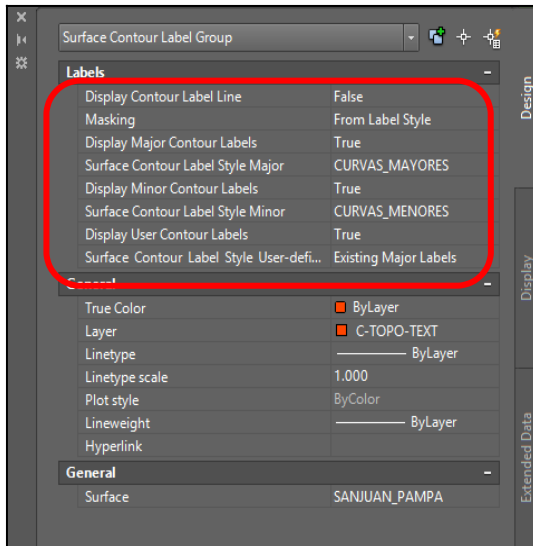 Surface Contour Label Group
Labels
Display Contour Label Line False
Masking From Label Style
Display Major Contour Labels True
Surface Contour Label Style Major CURVAS_MAYORES
Display Minor Contour Labels True
Surface Contour Label Style Minor CURVAS_MENORES
Display User Contour Labels True
Surface Contour Label Style User-defi... Existing Major Labels
General
True Color ByLayer
Layer C-TOPO-TEXT
Linetype ByLayer
Linetype scale 1.000
Plot style ByColor
Lineweight ByLayer
Hyperlink
General
Surface SANJUAN_PAMPA
Design
Display
Extended Data